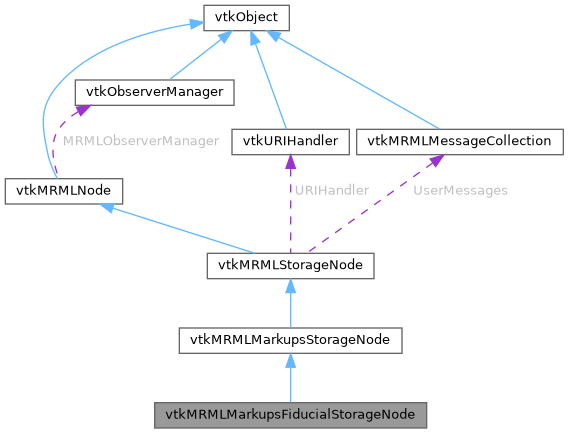 vtkObject
vtkObserverManager
MRMLObserverManager
vtkURIHandler
vtkMRMLMessageCollection
vtkMRMLNode
URIHandler
UserMessages
vtkMRMLStorageNode
vtkMRMLMarkupsStorageNode
vtkMRMLMarkupsFiducialStorageNode